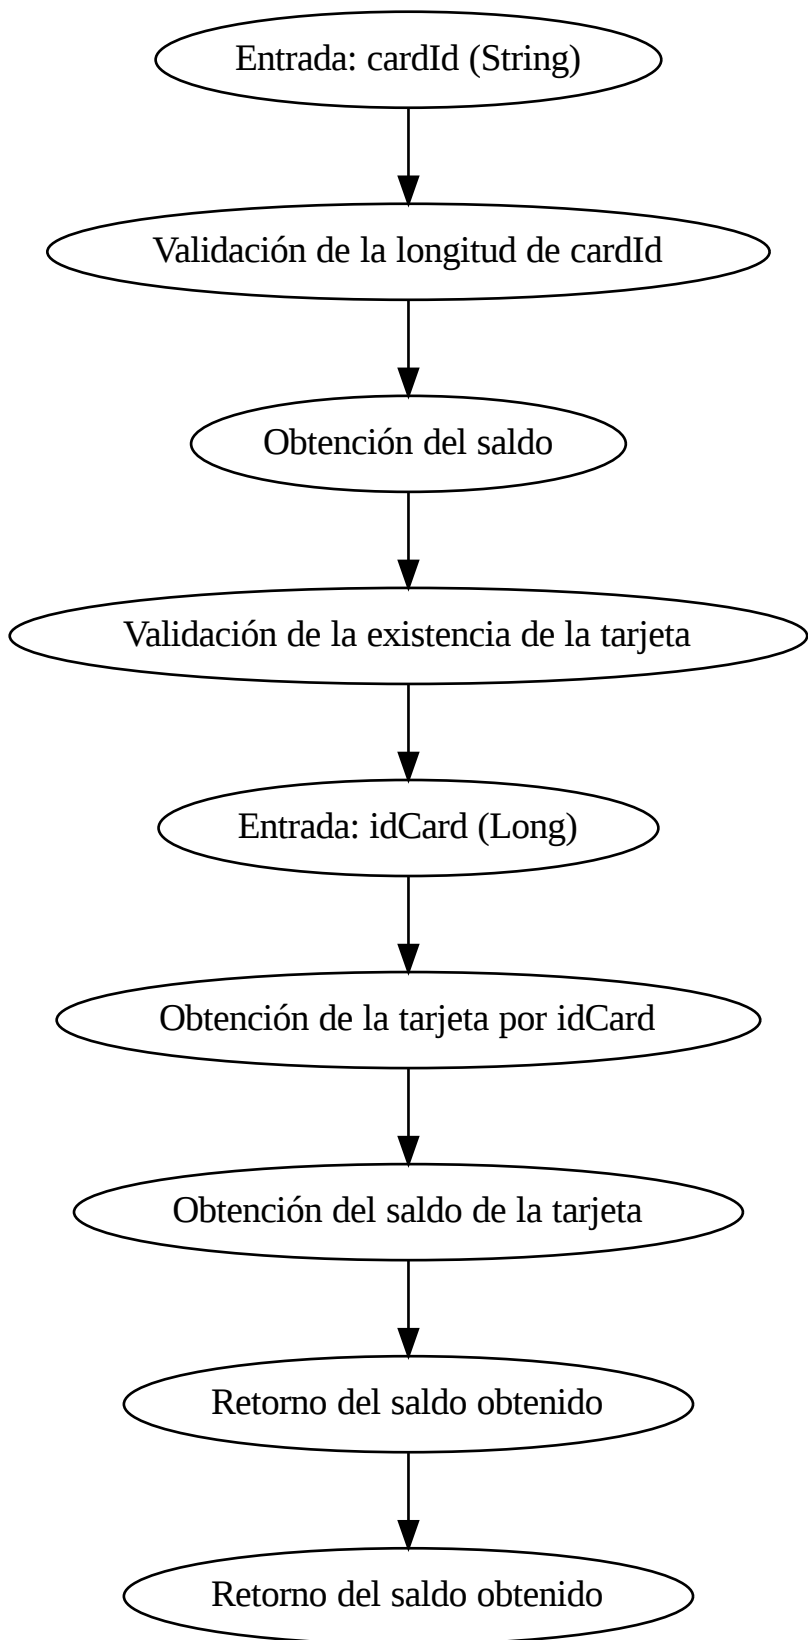 Entrada: cardId (String)
Validación de la longitud de cardId
Obtención del saldo
Validación de la existencia de la tarjeta
Entrada: idCard (Long)
Obtención de la tarjeta por idCard
Obtención del saldo de la tarjeta
Retorno del saldo obtenido
Retorno del saldo obtenido